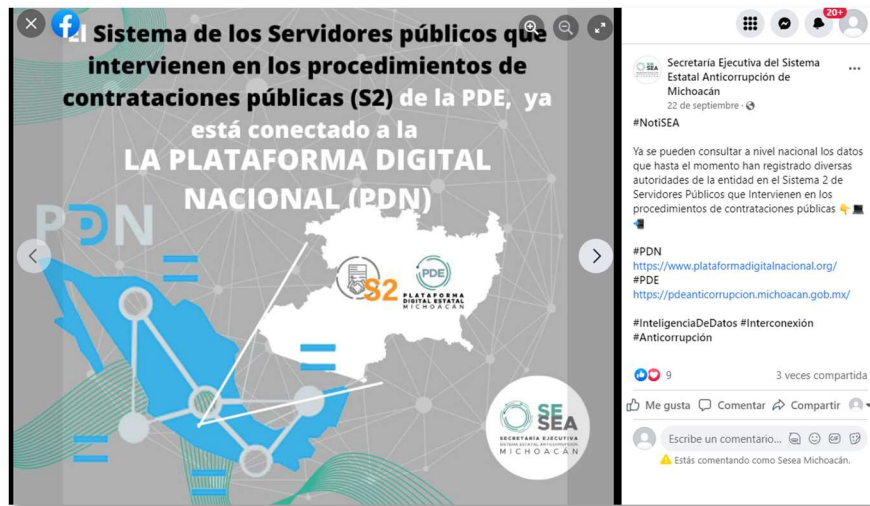 El Sistema de los Servidores públicos que
intervienen en los procedimientos de
contrataciones públicas (S2) de la PDE, ya
está conectado a la
LA PLATAFORMA DIGITAL
NACIONAL (PDN)
PDN
S2
PDE
PLATAFORMA
DIGITAL ESTATAL
MICHOACÁN
SE
SEA
SECRETARÍA EJECUTIVA
SISTEMA ESTATAL ANTICORRUPCIÓN
MICHOACÁN
20+
Secretaría Ejecutiva del Sistema
Estatal Anticorrupción de
Michoacán
22 de septiembre ·
#NotiSEA
Ya se pueden consultar a nivel nacional los datos
que hasta el momento han registrado diversas
autoridades de la entidad en el Sistema 2 de
Servidores Públicos que Intervienen en los
procedimientos de contrataciones públicas
#PDN
https://www.plataformadigitalnacional.org/
#PDE
https://pdeanticorrupcion.michoacan.gob.mx/
#InteligenciaDeDatos #Interconexión
#Anticorrupción
9
3 veces compartida
Me gusta
Comentar
Compartir
Escribe un comentario...
GIF
Estás comentando como Sesea Michoacán.